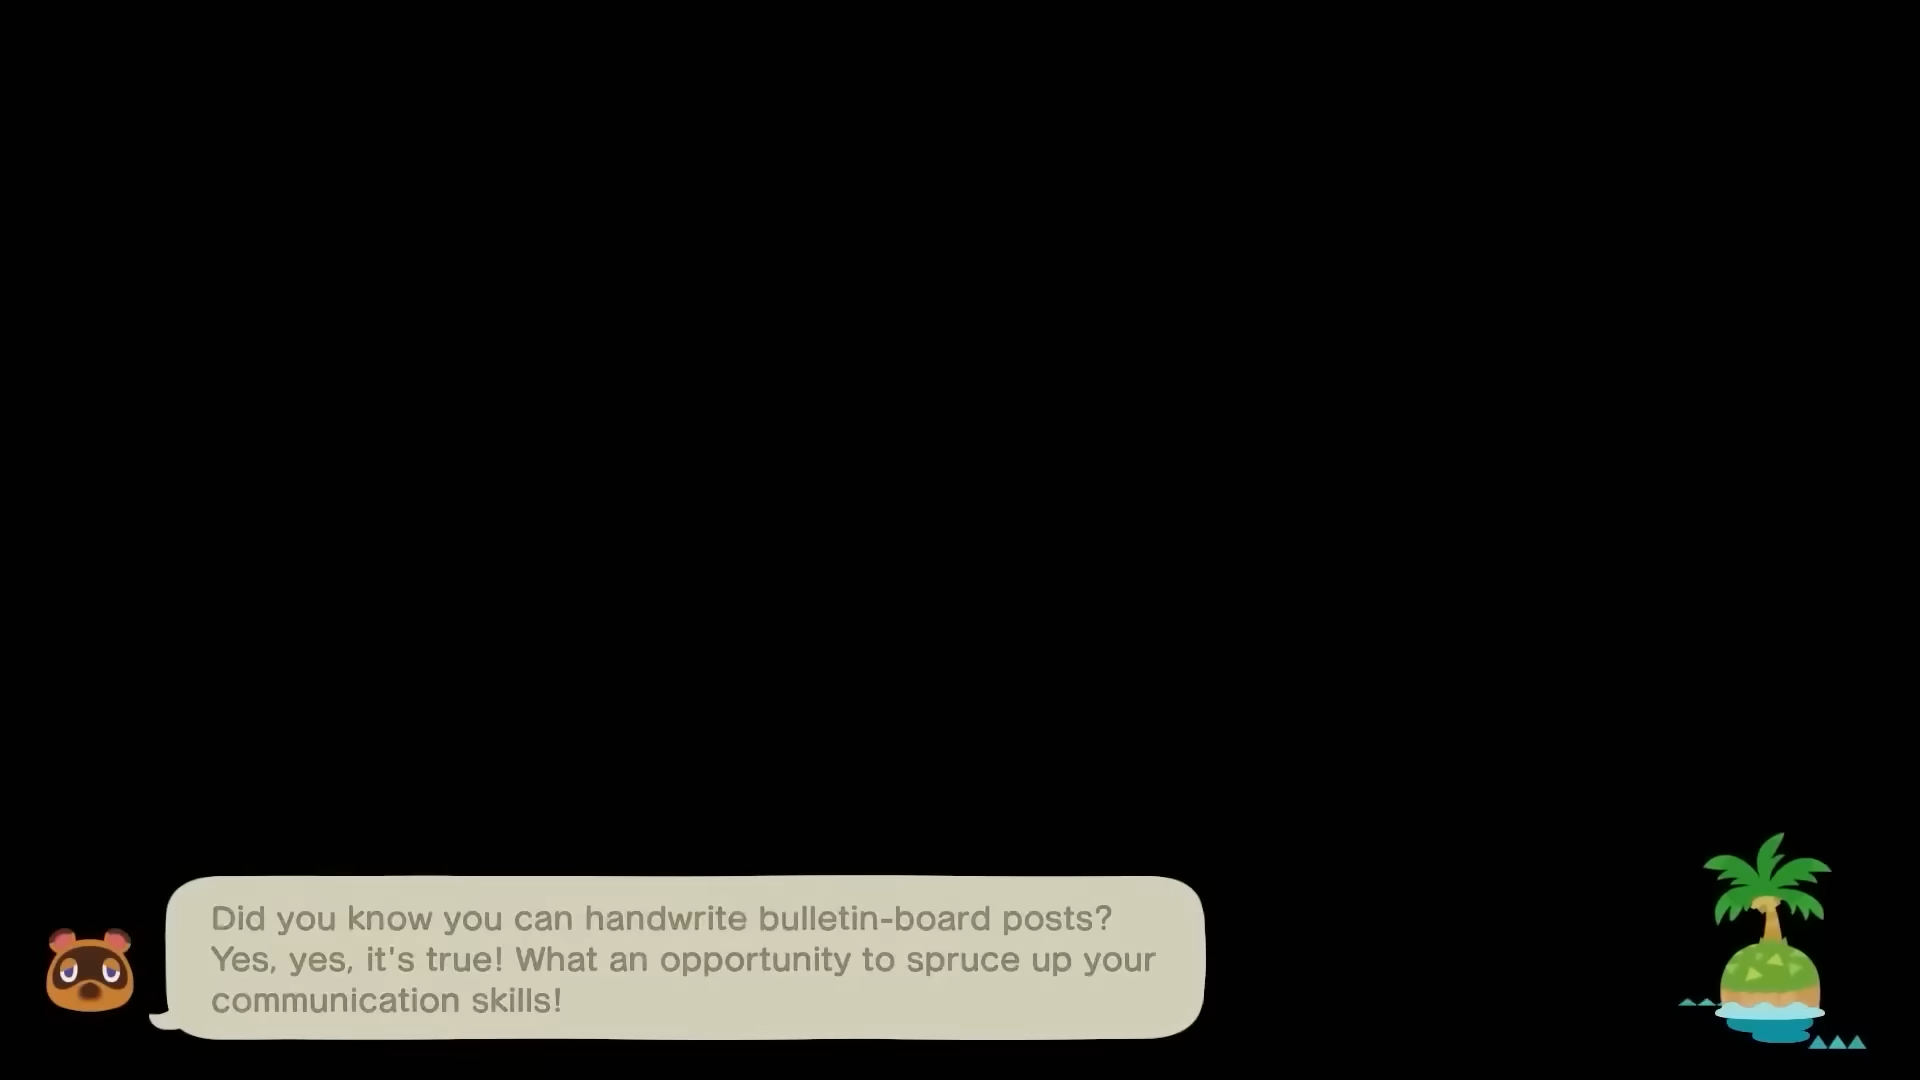 Did you know you can handwrite bulletin-board posts?
Yes, yes, it's true! What an opportunity to spruce up your
communication skills!